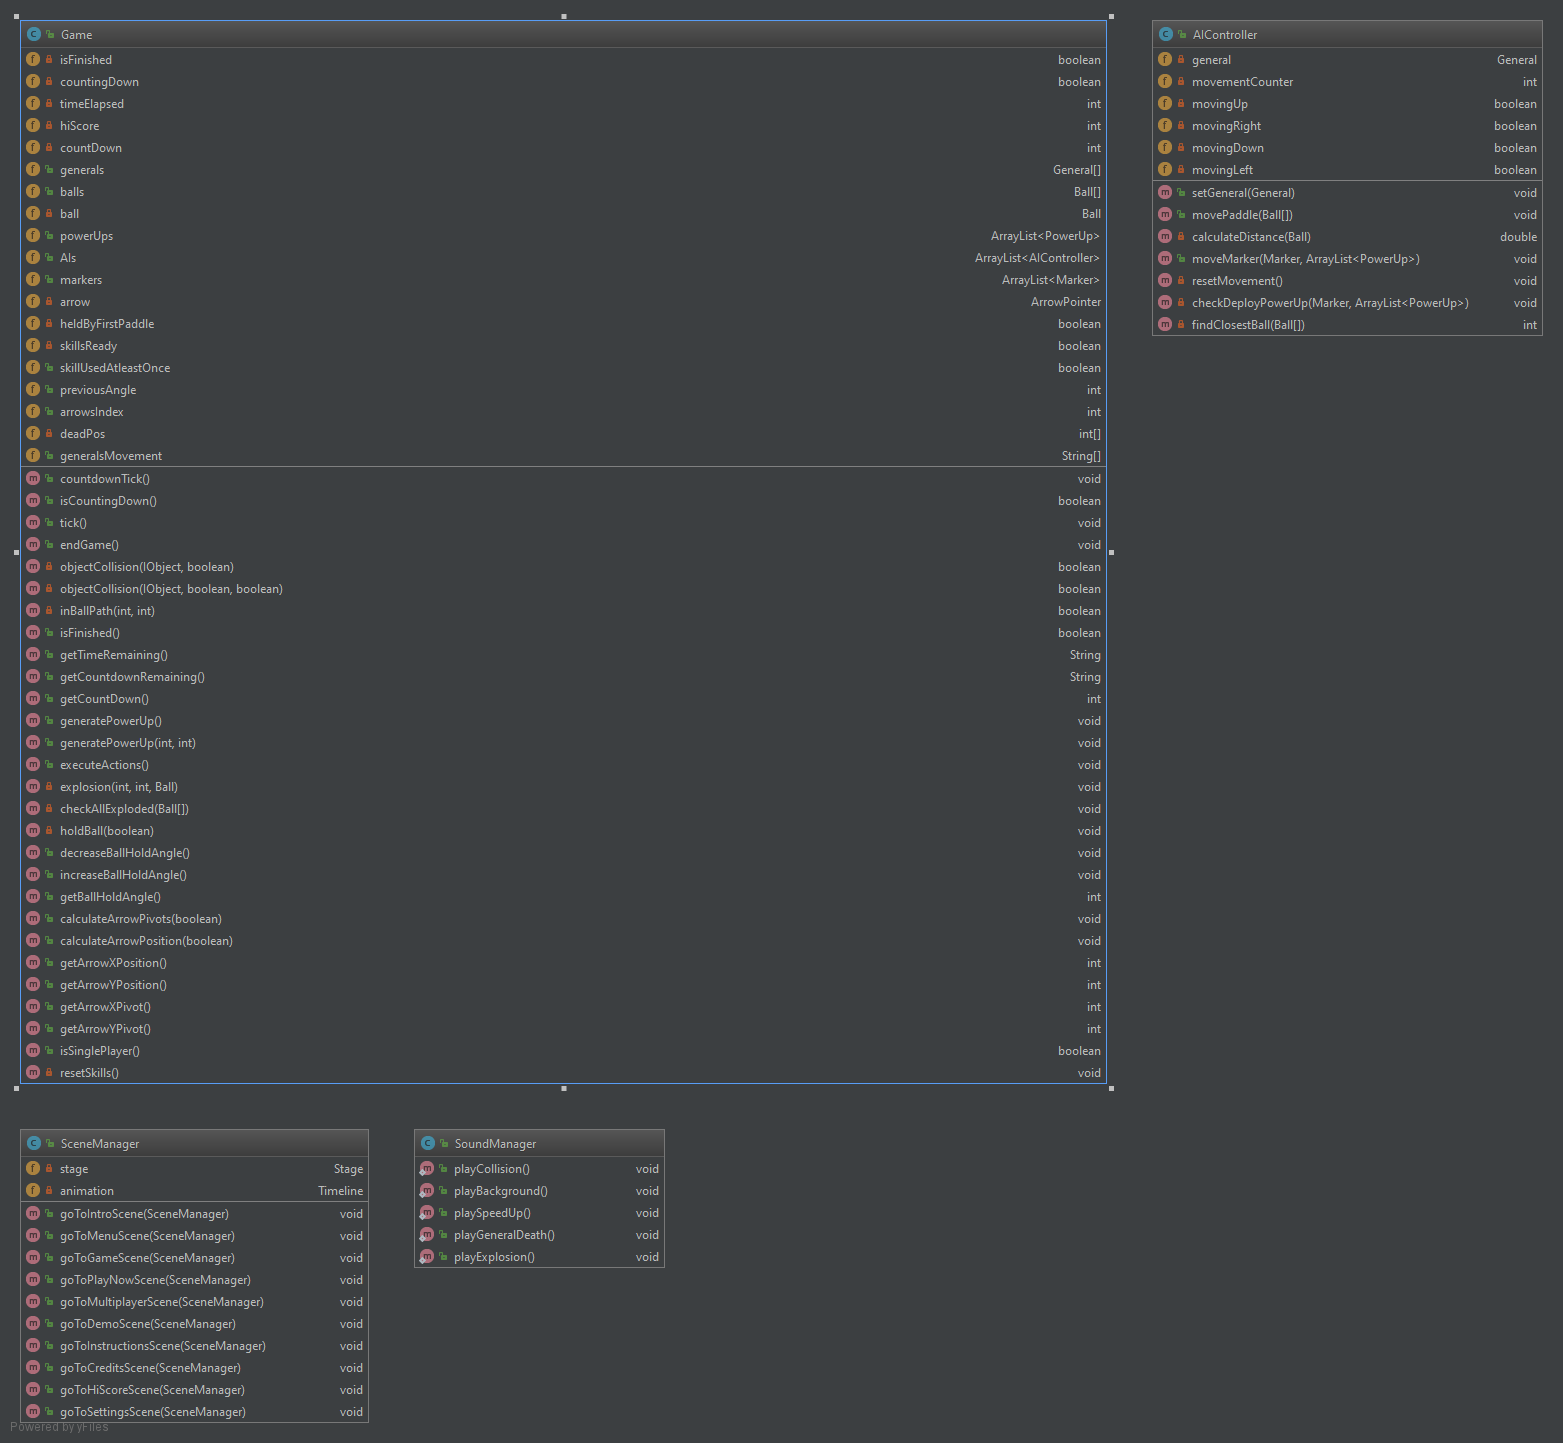 Game
isFinished boolean
countingDown boolean
timeElapsed int
hiScore int
countDown int
generals General[]
balls Ball[]
ball Ball
powerUps ArrayList<PowerUp>
AIs ArrayList<AIController>
markers ArrayList<Marker>
arrow ArrowPointer
heldByFirstPaddle boolean
skillsReady boolean
skillUsedAtleastOnce boolean
previousAngle int
arrowsIndex int
deadPos int[]
generalsMovement String[]
countdownTick() void
isCountingDown() boolean
tick() void
endGame() void
objectCollision(IObject, boolean) boolean
objectCollision(IObject, boolean, boolean) boolean
inBallPath(int, int) boolean
isFinished() boolean
getTimeRemaining() String
getCountdownRemaining() String
getCountDown() int
generatePowerUp() void
generatePowerUp(int, int) void
executeActions() void
explosion(int, int, Ball) void
checkAllExploded(Ball[]) void
holdBall(boolean) void
decreaseBallHoldAngle() void
increaseBallHoldAngle() void
getBallHoldAngle() int
calculateArrowPivots(boolean) void
calculateArrowPosition(boolean) void
getArrowXPosition() int
getArrowYPosition() int
getArrowXPivot() int
getArrowYPivot() int
isSinglePlayer() boolean
resetSkills() void
AIController
general General
movementCounter int
movingUp boolean
movingRight boolean
movingDown boolean
movingLeft boolean
setGeneral(General) void
movePaddle(Ball[]) void
calculateDistance(Ball) double
moveMarker(Marker, ArrayList<PowerUp>) void
resetMovement() void
checkDeployPowerUp(Marker, ArrayList<PowerUp>) void
findClosestBall(Ball[]) int
SceneManager
stage Stage
animation Timeline
goToIntroScene(SceneManager) void
goToMenuScene(SceneManager) void
goToGameScene(SceneManager) void
goToPlayNowScene(SceneManager) void
goToMultiplayerScene(SceneManager) void
goToDemoScene(SceneManager) void
goToInstructionsScene(SceneManager) void
goToCreditsScene(SceneManager) void
goToHiScoreScene(SceneManager) void
goToSettingsScene(SceneManager) void
SoundManager
playCollision() void
playBackground() void
playSpeedUp() void
playGeneralDeath() void
playExplosion() void
Powered by yFiles